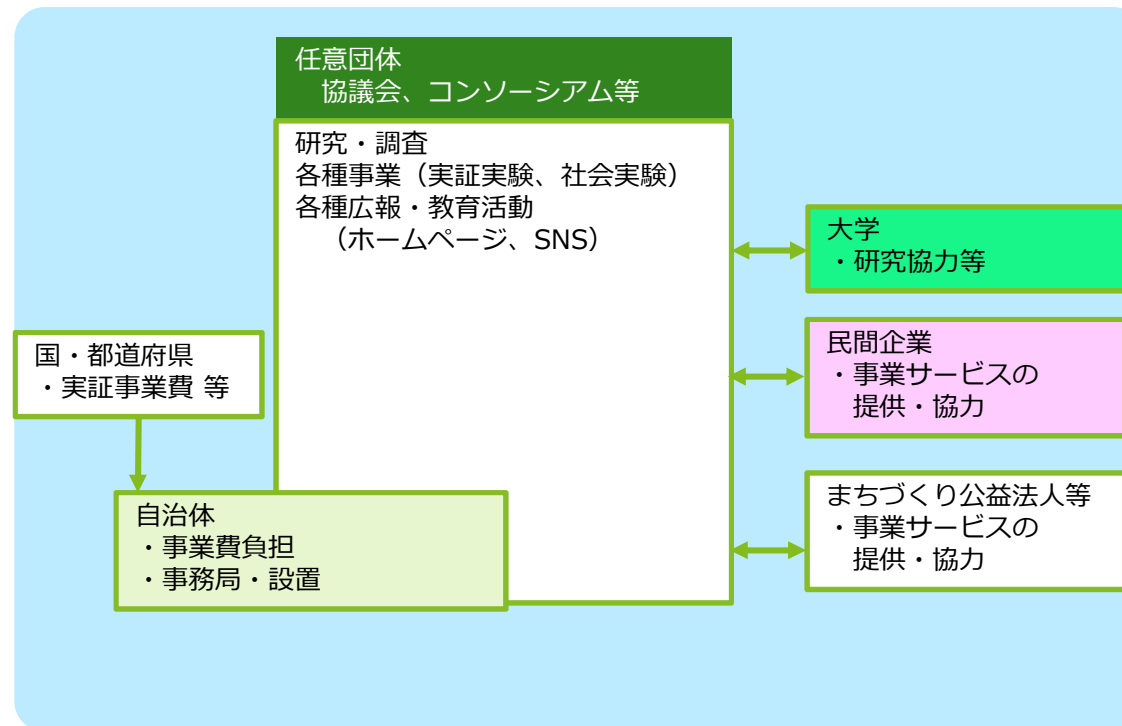 任意団体
協議会、コンソーシアム等
研究・調査
各種事業（実証実験、社会実験）
各種広報・教育活動
（ホームページ、SNS）
国・都道府県
・実証事業費 等
自治体
・事業費負担
・事務局・設置
大学
・研究協力等
民間企業
・事業サービスの
提供・協力
まちづくり公益法人等
・事業サービスの
提供・協力